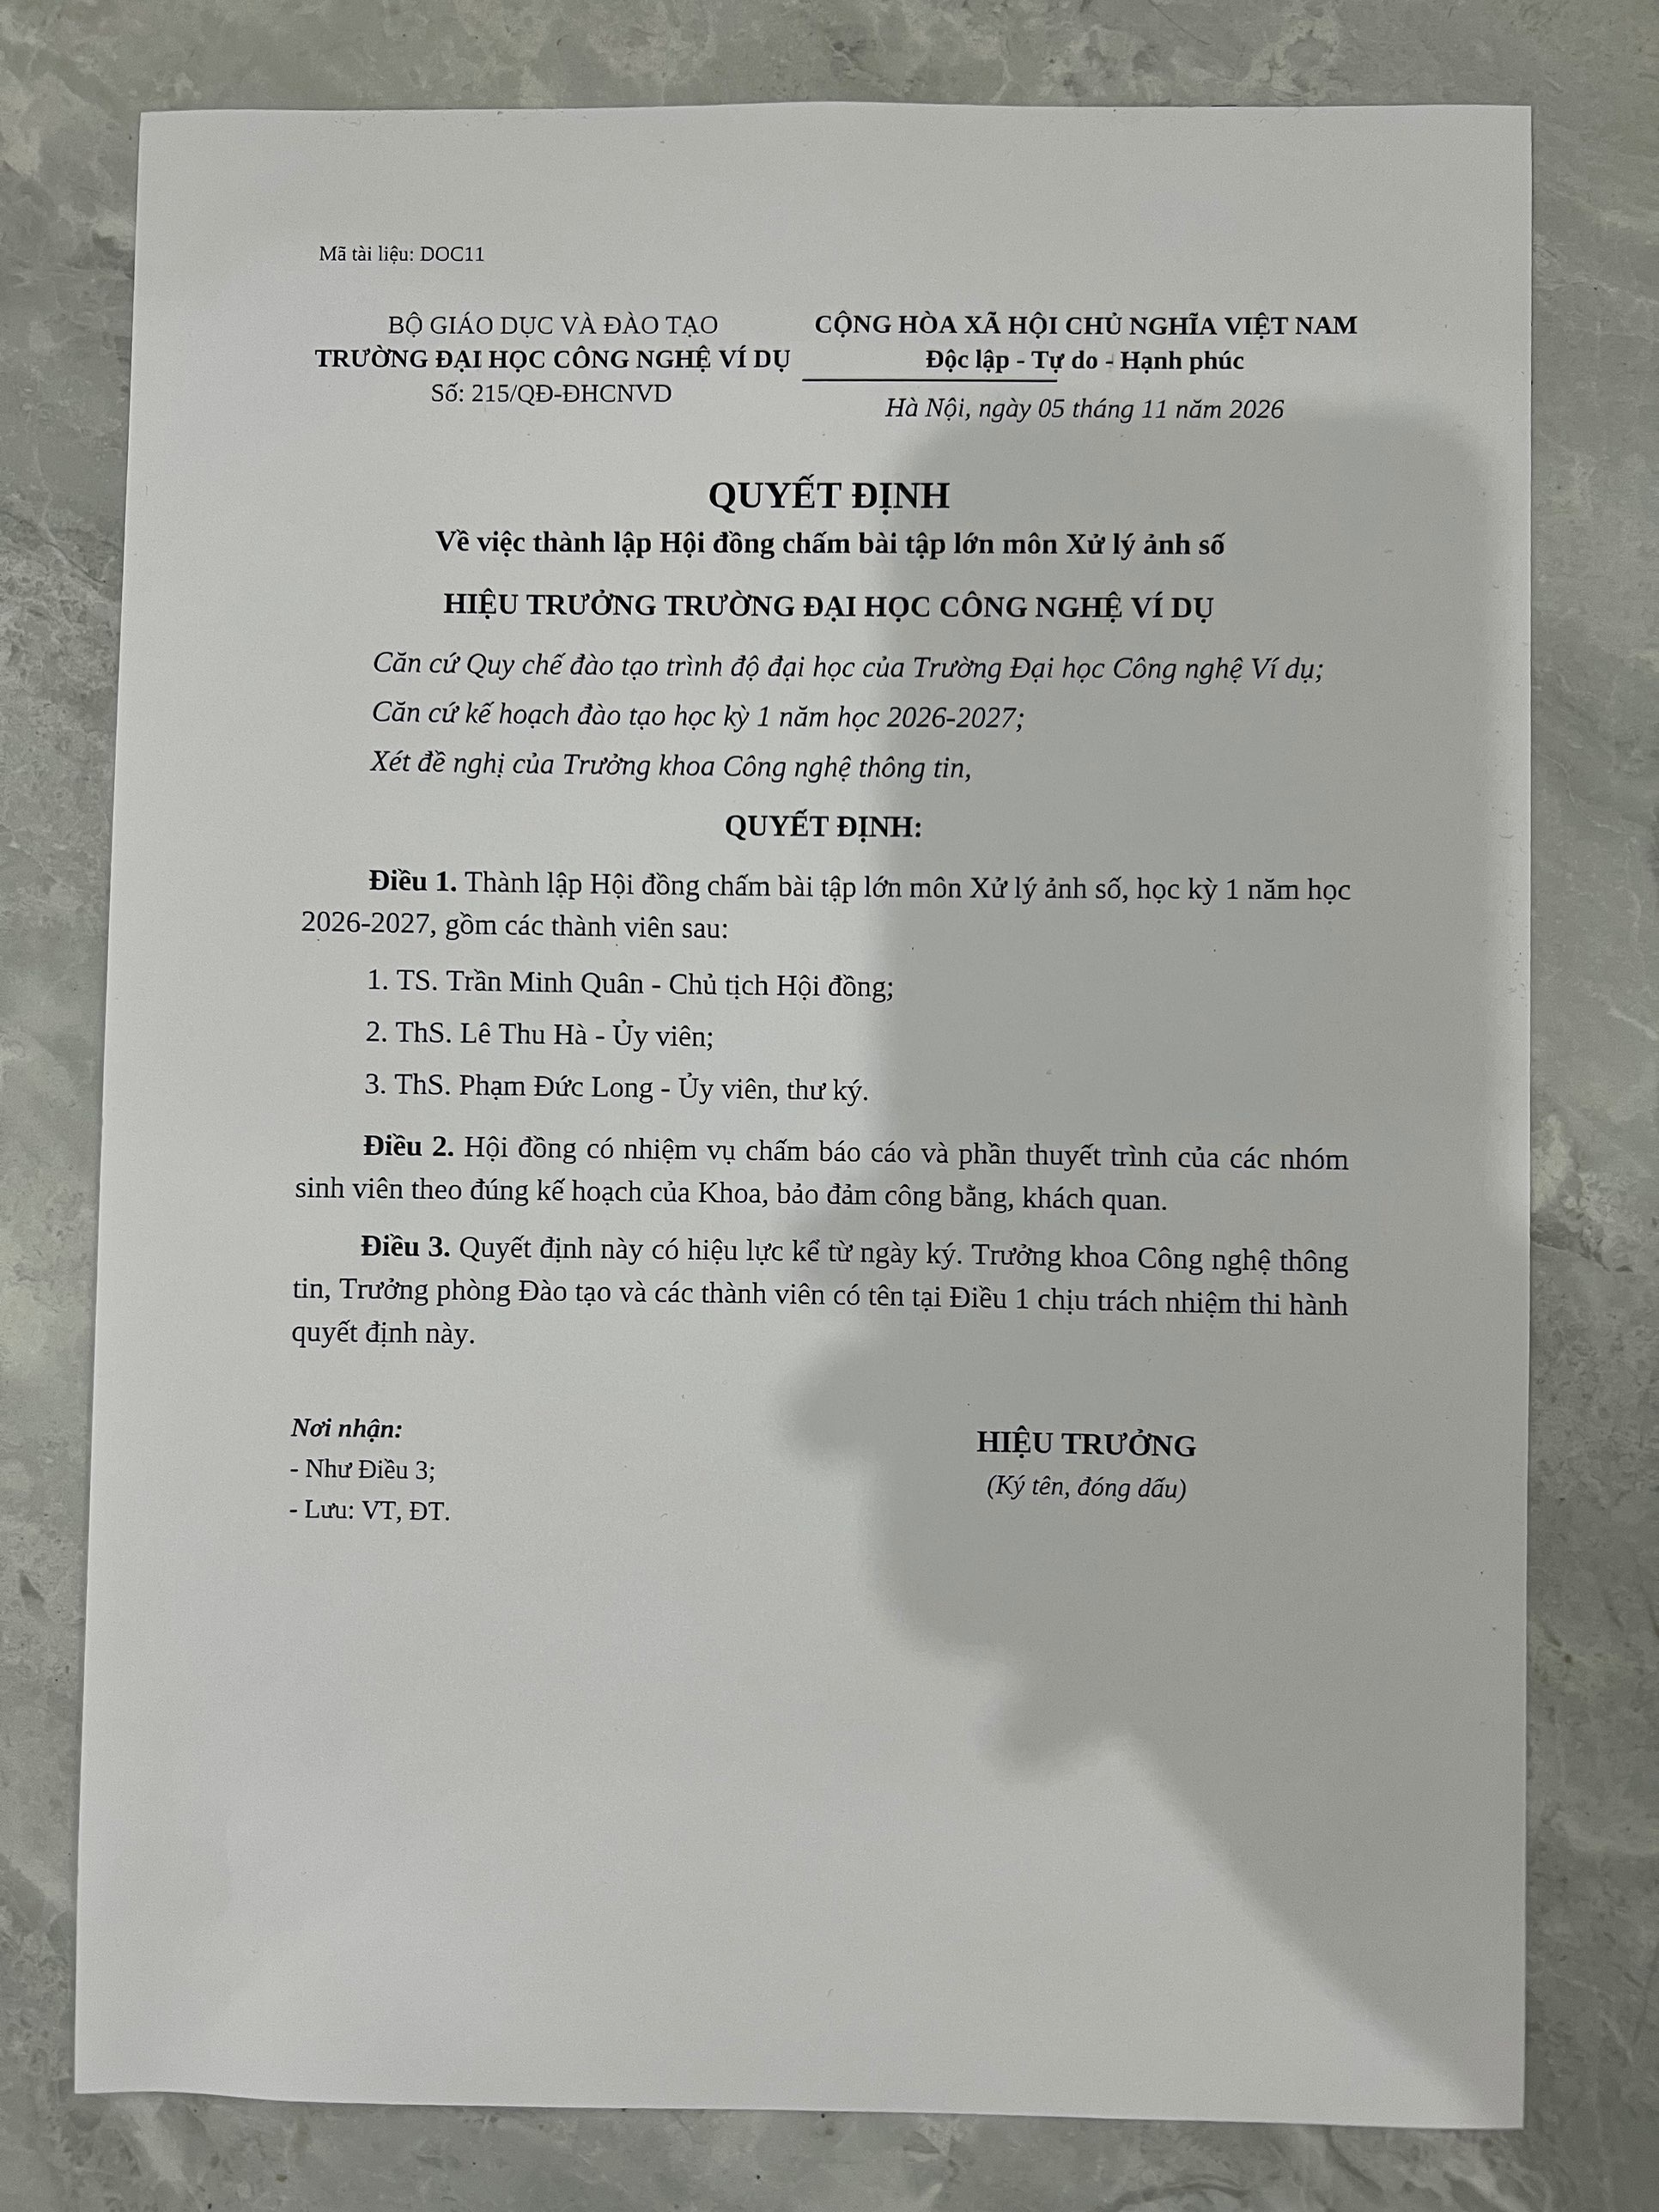 Mã tài liệu: DOC11
BỘ GIÁO DỤC VÀ ĐÀO TẠO
TRƯỜNG ĐẠI HỌC CÔNG NGHỆ VÍ DỤ
Số: 215/QĐ-ĐHCNVD
CỘNG HÒA XÃ HỘI CHỦ NGHĨA VIỆT NAM
Độc lập - Tự do - Hạnh phúc
Hà Nội, ngày 05 tháng 11 năm 2026
QUYẾT ĐỊNH
Về việc thành lập Hội đồng chấm bài tập lớn môn Xử lý ảnh số
HIỆU TRƯỞNG TRƯỜNG ĐẠI HỌC CÔNG NGHỆ VÍ DỤ
Căn cứ Quy chế đào tạo trình độ đại học của Trường Đại học Công nghệ Ví dụ;
Căn cứ kế hoạch đào tạo học kỳ 1 năm học 2026-2027;
Xét đề nghị của Trưởng khoa Công nghệ thông tin,
QUYẾT ĐỊNH:
Điều 1. Thành lập Hội đồng chấm bài tập lớn môn Xử lý ảnh số, học kỳ 1 năm học
2026-2027, gồm các thành viên sau:
1. TS. Trần Minh Quân - Chủ tịch Hội đồng;
2. ThS. Lê Thu Hà - Ủy viên;
3. ThS. Phạm Đức Long - Ủy viên, thư ký.
Điều 2. Hội đồng có nhiệm vụ chấm báo cáo và phần thuyết trình của các nhóm
sinh viên theo đúng kế hoạch của Khoa, bảo đảm công bằng, khách quan.
Điều 3. Quyết định này có hiệu lực kể từ ngày ký. Trưởng khoa Công nghệ thông
tin, Trưởng phòng Đào tạo và các thành viên có tên tại Điều 1 chịu trách nhiệm thi hành
quyết định này.
Nơi nhận:
- Như Điều 3;
- Lưu: VT, ĐT.
HIỆU TRƯỞNG
(Ký tên, đóng dấu)